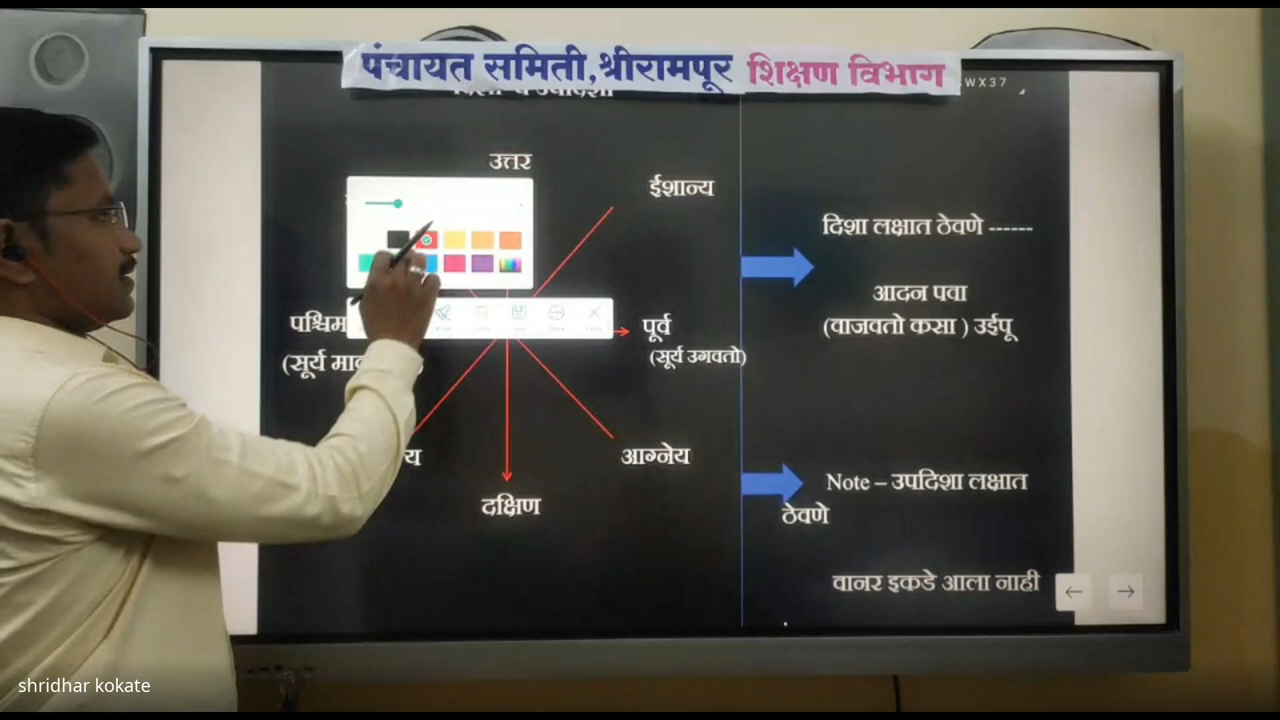 पंचायत समिती,श्रीरामपूर शिक्षण विभाग
WX37
उत्तर
ईशान्य
दिशा लक्षात ठेवणे ------
आदन पवा
(वाजवतो कसा ) उईपू
पश्चिम
पूर्व
(सूर्य
(सूर्य उगवतो)
आग्नेय
दक्षिण
Note – उपदिशा लक्षात
ठेवणे
वानर इकडे आला नाही
shridhar kokate